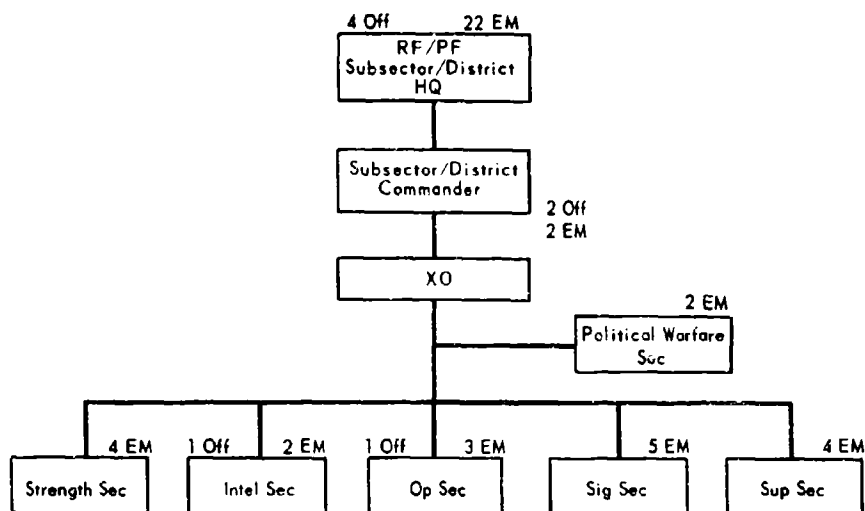 4 Off 22 EM
RF/PF
Subsector/District
HQ
Subsector/District
Commander
2 Off
2 EM
XO
2 EM
Political Warfare
Sec
4 EM 1 Off 2 EM 1 Off 3 EM 5 EM 4 EM
Strength Sec Intel Sec Op Sec Sig Sec Sup Sec